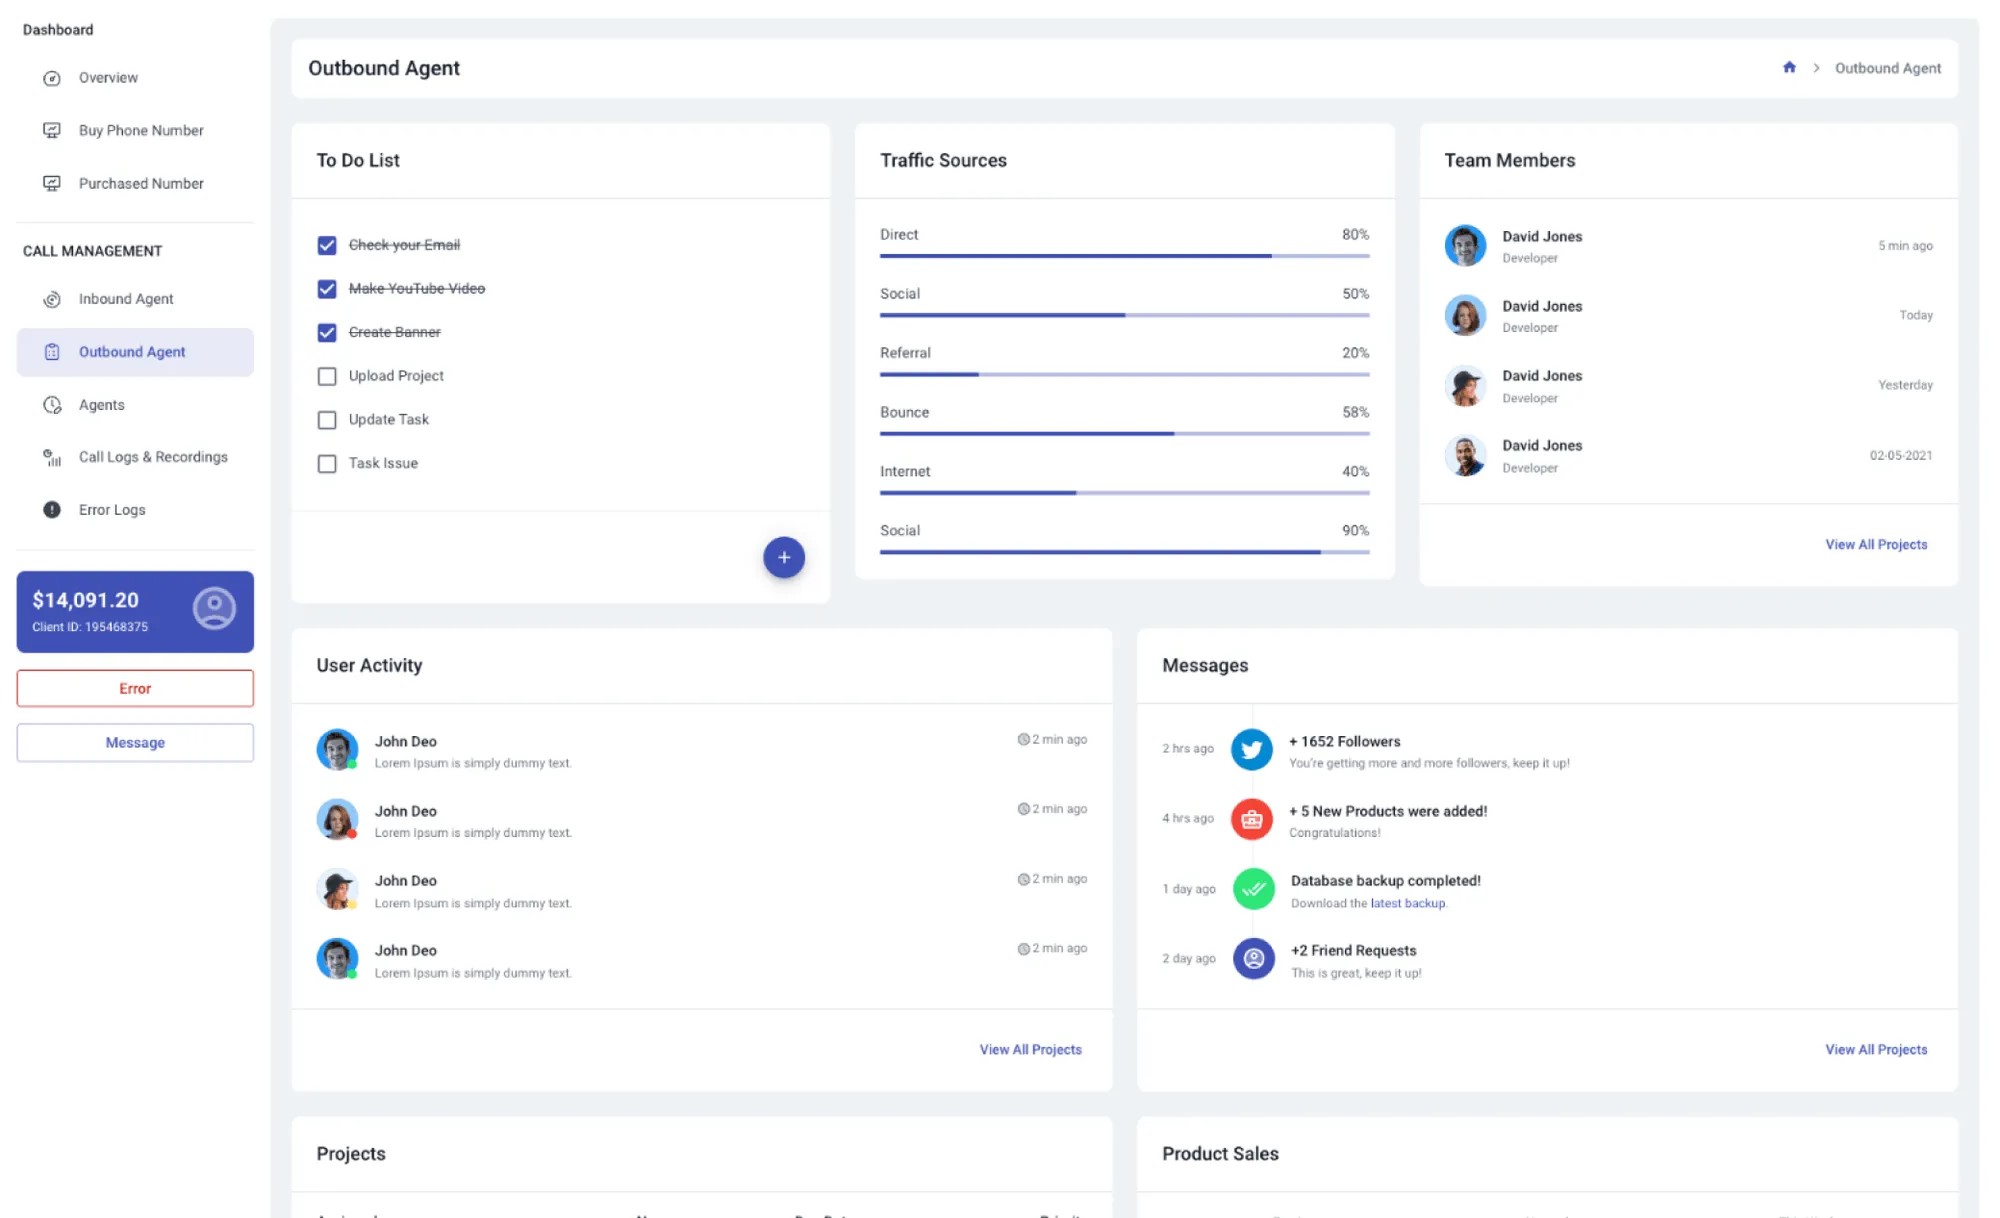 Dashboard
Overview
Buy Phone Number
Purchased Number
CALL MANAGEMENT
Inbound Agent
Outbound Agent
Agents
Call Logs & Recordings
Error Logs
$14,091.20
Client ID: 195468375
Error
Message
Outbound Agent
Outbound Agent
To Do List
Check your Email
Make YouTube Video
Create Banner
Upload Project
Update Task
Task Issue
Traffic Sources
Direct 80%
Social 50%
Referral 20%
Bounce 58%
Internet 40%
Social 90%
Team Members
David Jones
Developer
5 min ago
David Jones
Developer
Today
David Jones
Developer
Yesterday
David Jones
Developer
02-05-2021
View All Projects
User Activity
John Deo
Lorem Ipsum is simply dummy text.
2 min ago
John Deo
Lorem Ipsum is simply dummy text.
2 min ago
John Deo
Lorem Ipsum is simply dummy text.
2 min ago
John Deo
Lorem Ipsum is simply dummy text.
2 min ago
View All Projects
Messages
2 hrs ago
+ 1652 Followers
You're getting more and more followers, keep it up!
4 hrs ago
+ 5 New Products were added!
Congratulations!
1 day ago
Database backup completed!
Download the latest backup.
2 day ago
+2 Friend Requests
This is great, keep it up!
View All Projects
Projects
Product Sales